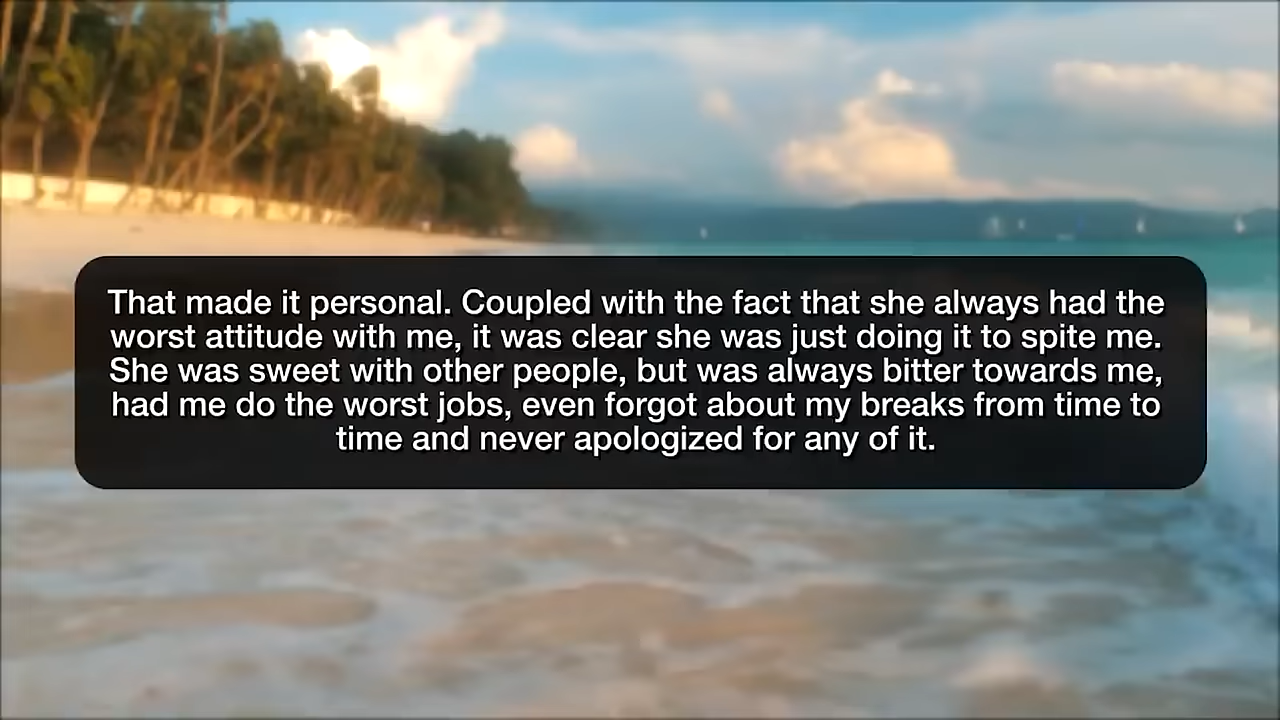 That made it personal. Coupled with the fact that she always had the
worst attitude with me, it was clear she was just doing it to spite me.
She was sweet with other people, but was always bitter towards me,
had me do the worst jobs, even forgot about my breaks from time to
time and never apologized for any of it.